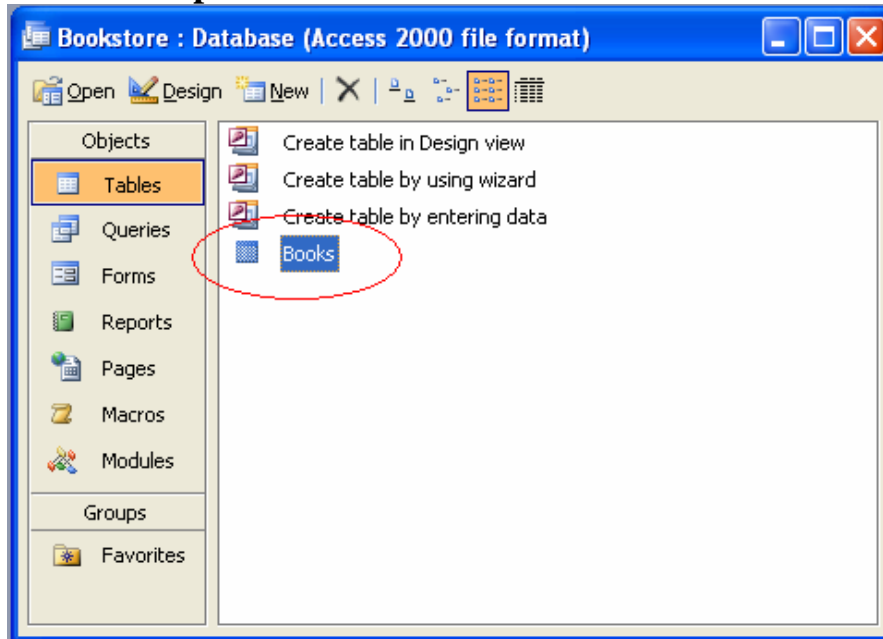 Bookstore : Database (Access 2000 file format)
Open Design New
Objects
Tables
Queries
Forms
Reports
Pages
Macros
Modules
Groups
Favorites
Create table in Design view
Create table by using wizard
Create table by entering data
Books